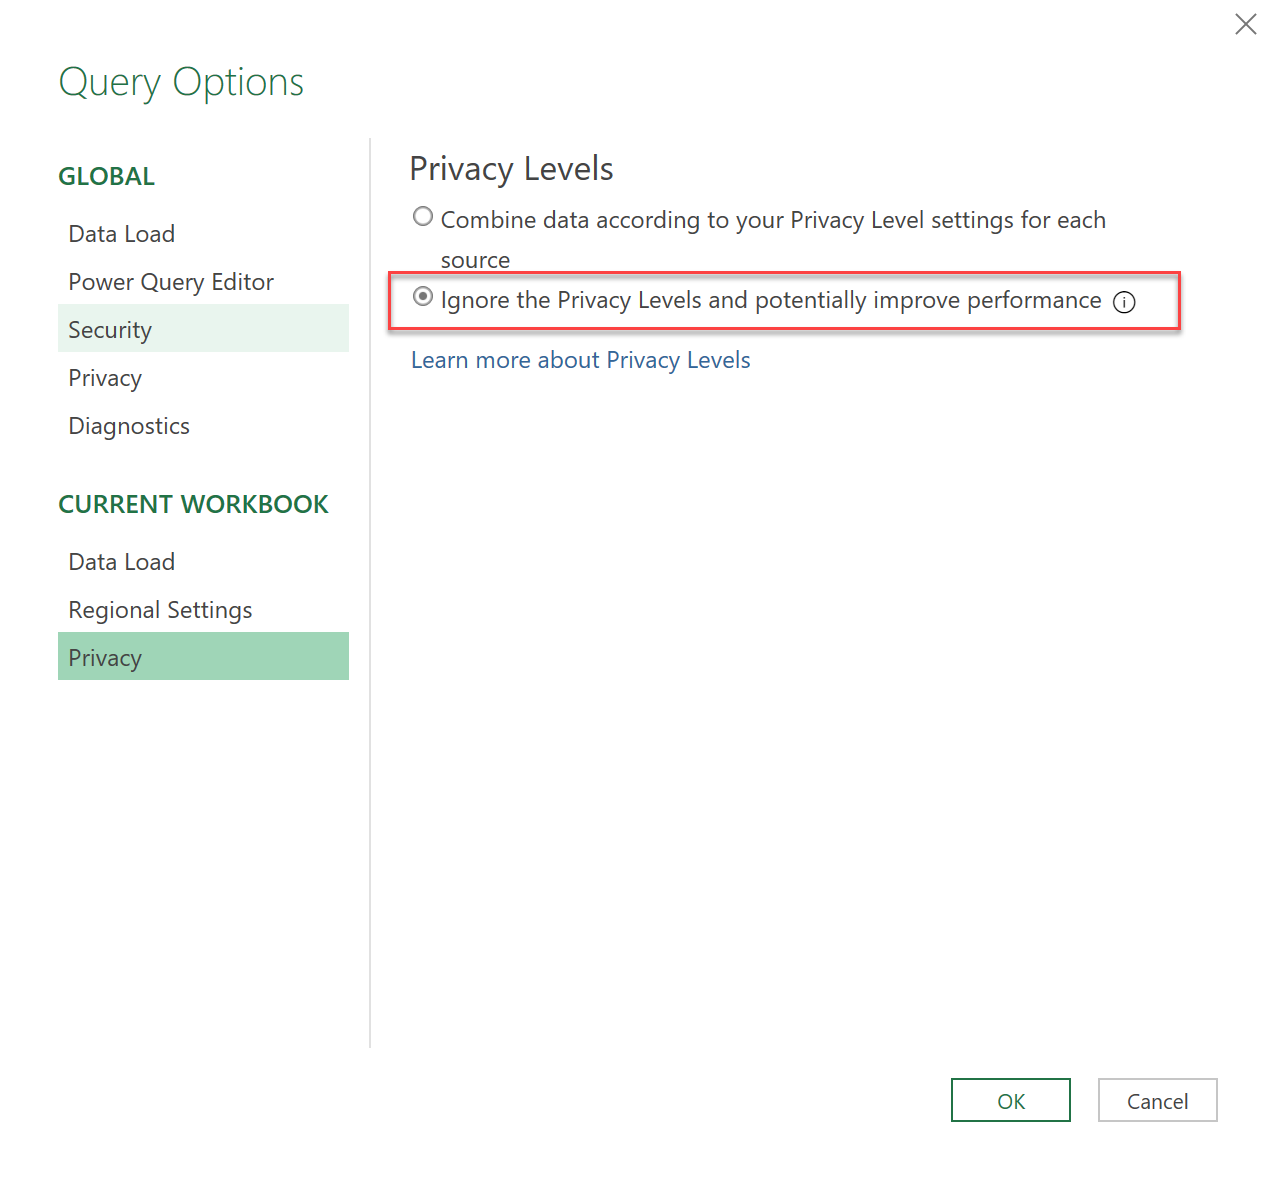 Query Options
GLOBAL
Data Load
Power Query Editor
Security
Privacy
Diagnostics
CURRENT WORKBOOK
Data Load
Regional Settings
Privacy
Privacy Levels
Combine data according to your Privacy Level settings for each
source
Ignore the Privacy Levels and potentially improve performance
Learn more about Privacy Levels
OK
Cancel